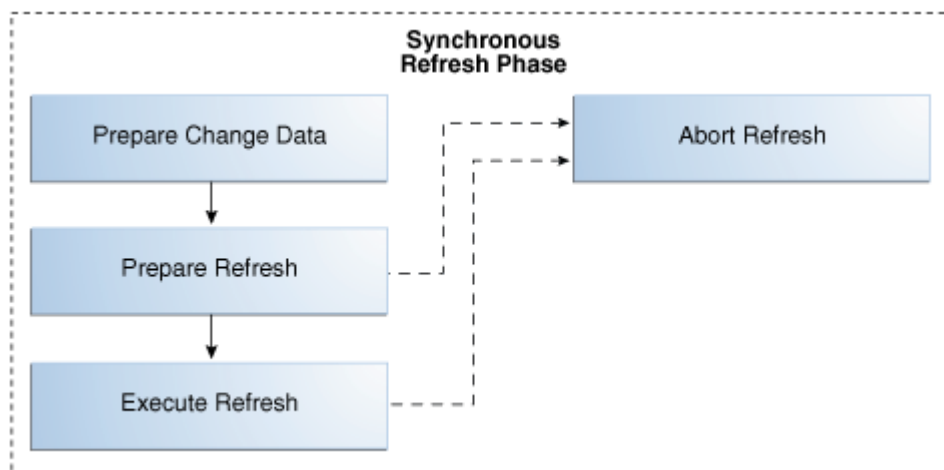 Synchronous
Refresh Phase
Prepare Change Data
Abort Refresh
Prepare Refresh
Execute Refresh